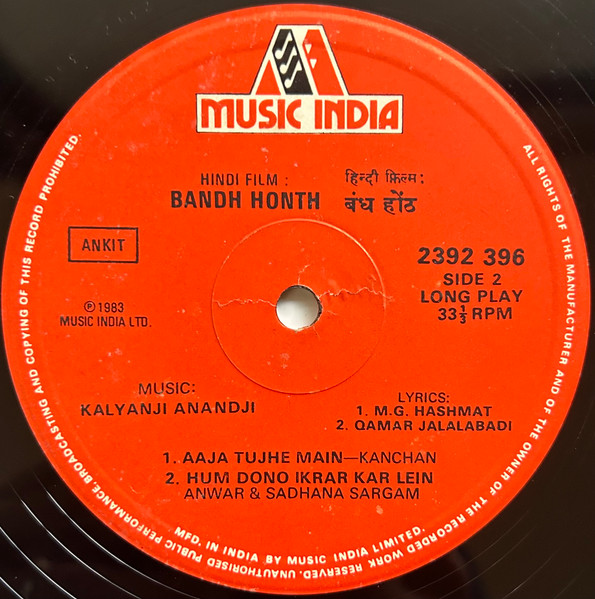 MUSIC INDIA
HINDI FILM :
BANDH HONTH
हिन्दी फ़िल्म:
बंध होंठ
ANKIT
2392 396
SIDE 2
LONG PLAY
33⅓ RPM
℗ 1983
MUSIC INDIA LTD.
MUSIC:
KALYANJI ANANDJI
LYRICS:
1. M.G. HASHMAT
2. QAMAR JALALABADI
1. AAJA TUJHE MAIN—KANCHAN
2. HUM DONO IKRAR KAR LEIN
ANWAR & SADHANA SARGAM
MFD. IN INDIA BY MUSIC INDIA LIMITED.
ALL RIGHTS OF THE MANUFACTURER AND OF THE OWNER OF THE RECORDED WORK RESERVED. UNAUTHORISED PUBLIC PERFORMANCE, BROADCASTING AND COPYING OF THIS RECORD PROHIBITED.